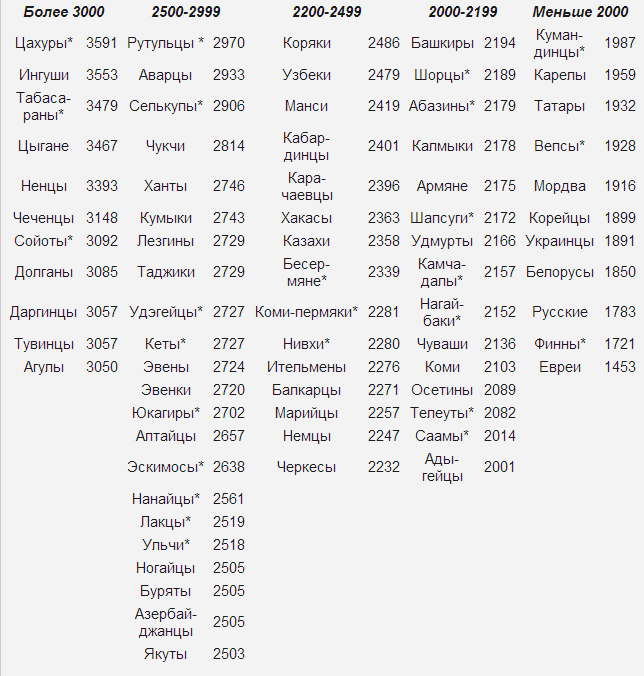 Более 3000 2500-2999 2200-2499 2000-2199 Меньше 2000
Цахуры* 3591 Рутульцы * 2970 Коряки 2486 Башкиры 2194 Куман-
динцы* 1987
Ингуши 3553 Аварцы 2933 Узбеки 2479 Шорцы* 2189 Карелы 1959
Табаса-
раны* 3479 Селькупы* 2906 Манси 2419 Абазины* 2179 Татары 1932
Цыгане 3467 Чукчи 2814 Кабар-
динцы 2401 Калмыки 2178 Вепсы* 1928
Ненцы 3393 Ханты 2746 Кара-
чаевцы 2396 Армяне 2175 Мордва 1916
Чеченцы 3148 Кумыки 2743 Хакасы 2363 Шапсуги* 2172 Корейцы 1899
Сойоты* 3092 Лезгины 2729 Казахи 2358 Удмурты 2166 Украинцы 1891
Долганы 3085 Таджики 2729 Бесер-
мяне* 2339 Камча-
далы* 2157 Белорусы 1850
Даргинцы 3057 Удэгейцы* 2727 Коми-пермяки* 2281 Нагай-
баки* 2152 Русские 1783
Тувинцы 3057 Кеты* 2727 Нивхи* 2280 Чуваши 2136 Финны* 1721
Агулы 3050 Эвены 2724 Ительмены 2276 Коми 2103 Евреи 1453
Эвенки 2720 Балкарцы 2271 Осетины 2089
Юкагиры* 2702 Марийцы 2257 Телеуты* 2082
Алтайцы 2657 Немцы 2247 Саамы* 2014
Эскимосы* 2638 Черкесы 2232 Ады-
гейцы 2001
Нанайцы* 2561
Лакцы* 2519
Ульчи* 2518
Ногайцы 2505
Буряты 2505
Азербай-
джанцы 2505
Якуты 2503